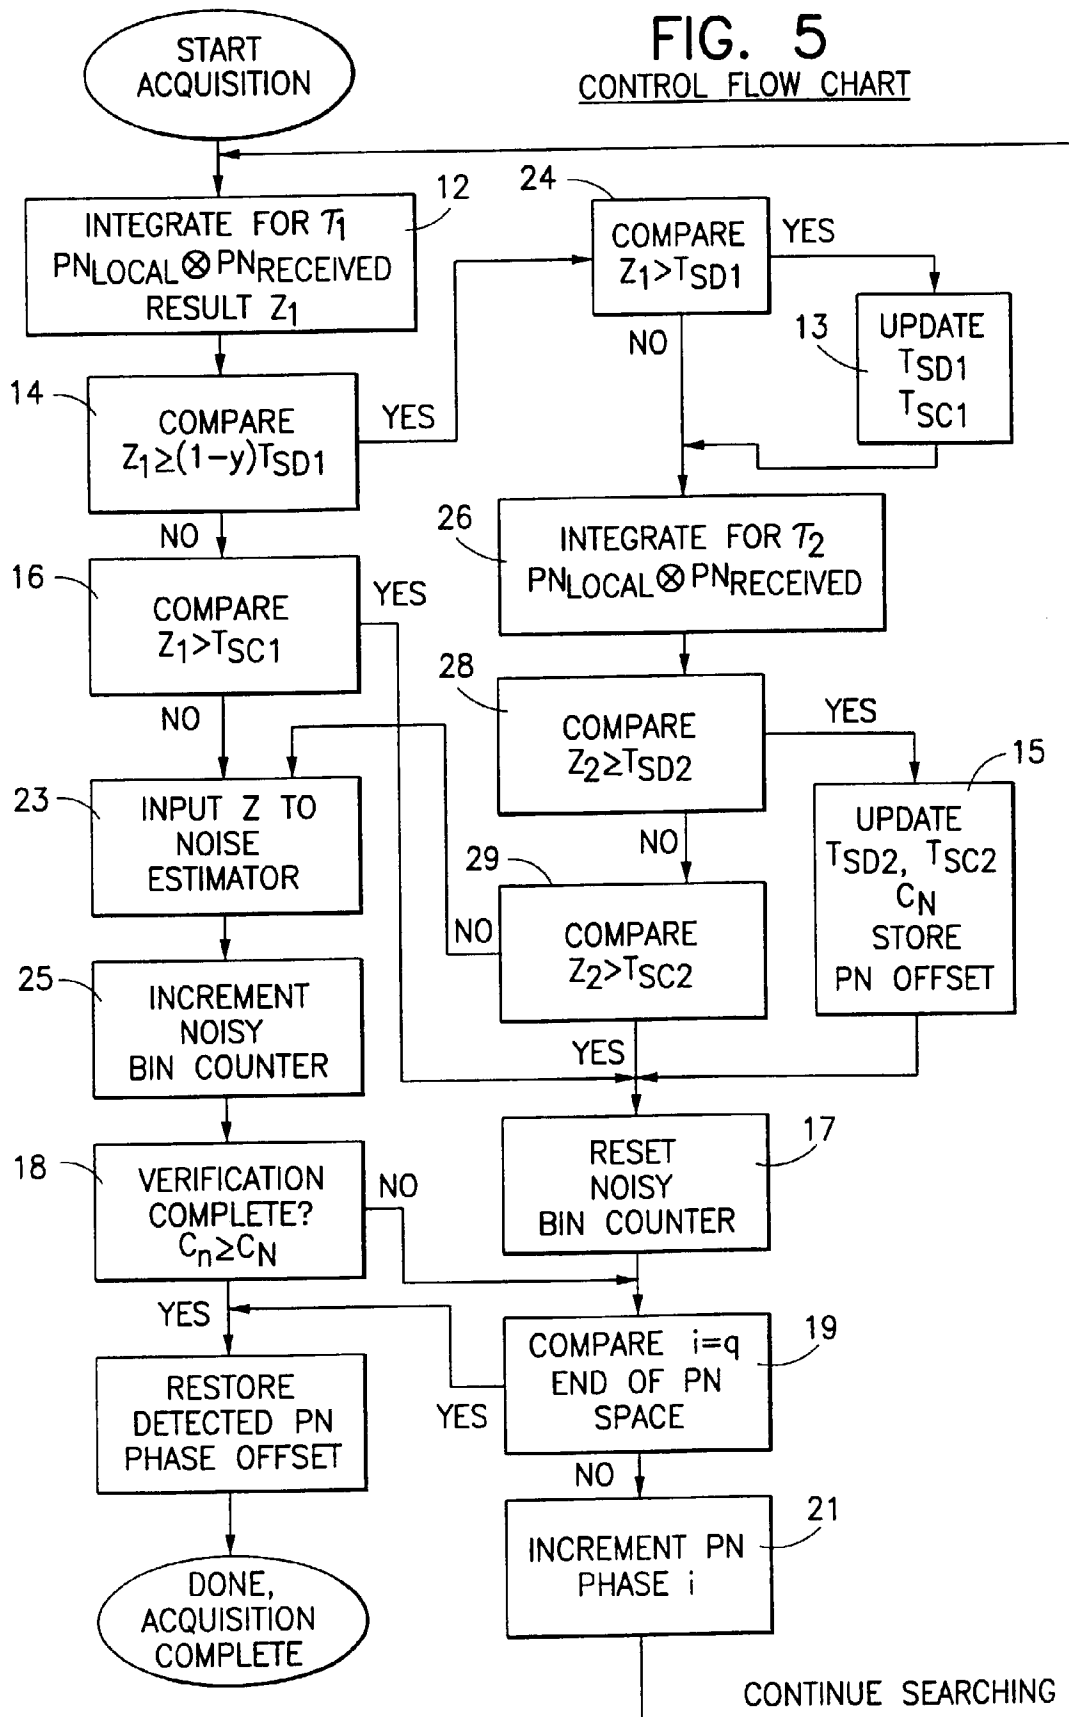 FIG. 5
CONTROL FLOW CHART
START
ACQUISITION
12
INTEGRATE FOR τ1
PNLOCAL ⊗ PNRECEIVED
RESULT Z1
14
COMPARE
Z1≥(1-y)TSD1
YES
NO
16
COMPARE
Z1>TSC1
YES
NO
23
INPUT Z TO
NOISE
ESTIMATOR
25
INCREMENT
NOISY
BIN COUNTER
18
VERIFICATION
COMPLETE?
Cn≥CN
NO
YES
RESTORE
DETECTED PN
PHASE OFFSET
DONE,
ACQUISITION
COMPLETE
24
COMPARE
Z1>TSD1
YES
NO
13
UPDATE
TSD1
TSC1
26
INTEGRATE FOR τ2
PNLOCAL ⊗ PNRECEIVED
28
COMPARE
Z2≥TSD2
YES
NO
15
UPDATE
TSD2, TSC2
CN
STORE
PN OFFSET
29
COMPARE
Z2>TSC2
NO
YES
17
RESET
NOISY
BIN COUNTER
19
COMPARE i=q
END OF PN
SPACE
YES
NO
21
INCREMENT PN
PHASE i
CONTINUE SEARCHING